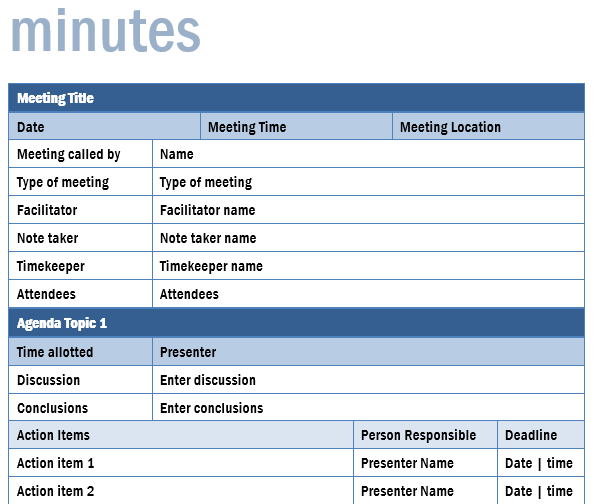 minutes
Meeting Title
Date Meeting Time Meeting Location
Meeting called by Name
Type of meeting Type of meeting
Facilitator Facilitator name
Note taker Note taker name
Timekeeper Timekeeper name
Attendees Attendees
Agenda Topic 1
Time allotted Presenter
Discussion Enter discussion
Conclusions Enter conclusions
Action Items Person Responsible Deadline
Action item 1 Presenter Name Date | time
Action item 2 Presenter Name Date | time